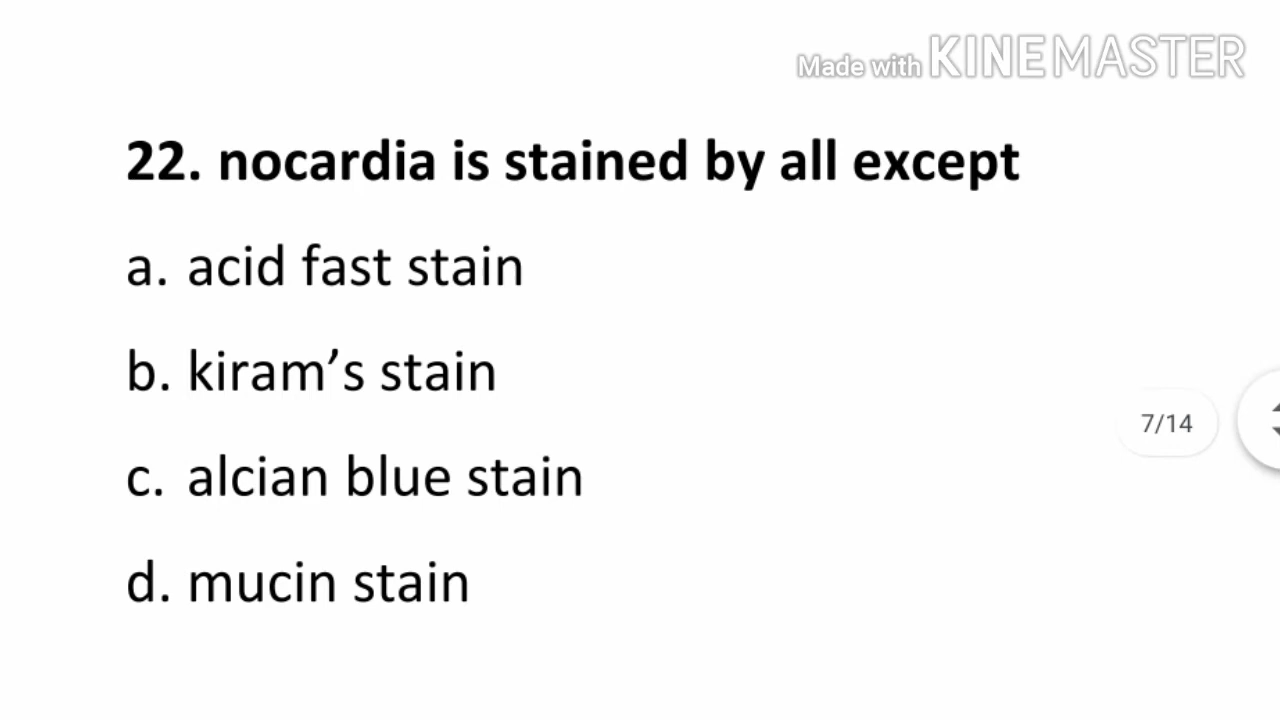 Made with KINEMASTER
22. nocardia is stained by all except
a. acid fast stain
b. kiram’s stain
7/14
c. alcian blue stain
d. mucin stain